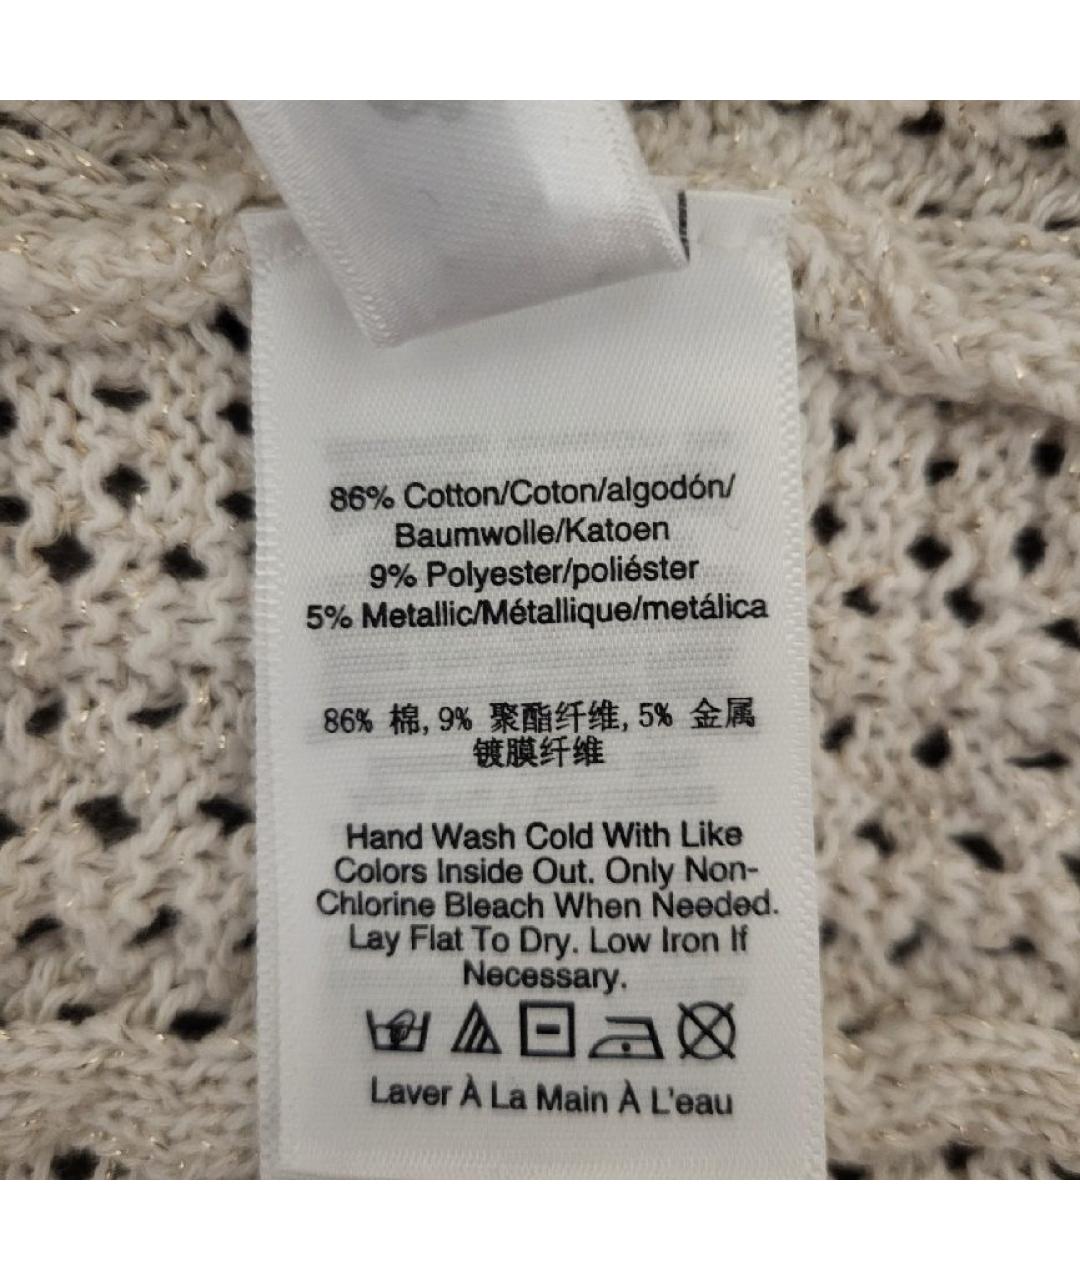 86% Cotton/Coton/algodón/
Baumwolle/Katoen
9% Polyester/poliéster
5% Metallic/Métallique/metálica
86% 棉,9% 聚酯纤维,5% 金属
镀膜纤维
Hand Wash Cold With Like
Colors Inside Out. Only Non-
Chlorine Bleach When Needed.
Lay Flat To Dry. Low Iron If
Necessary.
Laver À La Main À L'eau